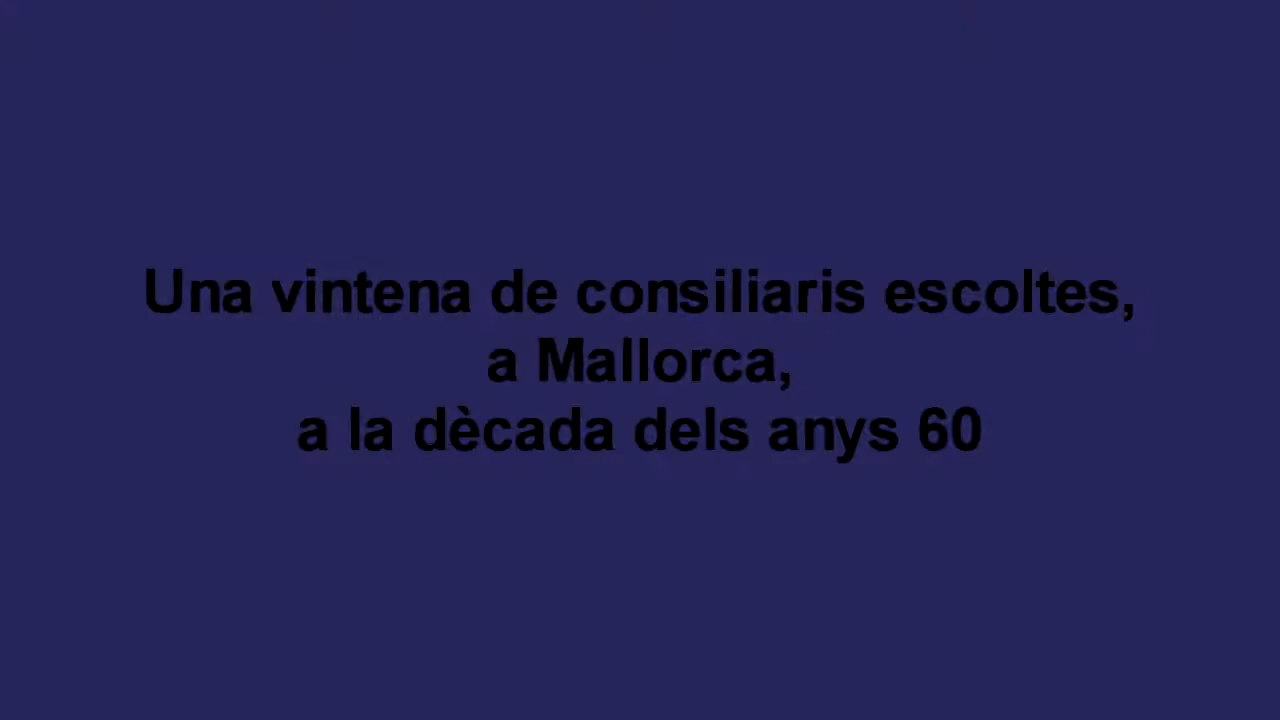 Una vintena de consiliaris escoltes,
a Mallorca,
a la dècada dels anys 60